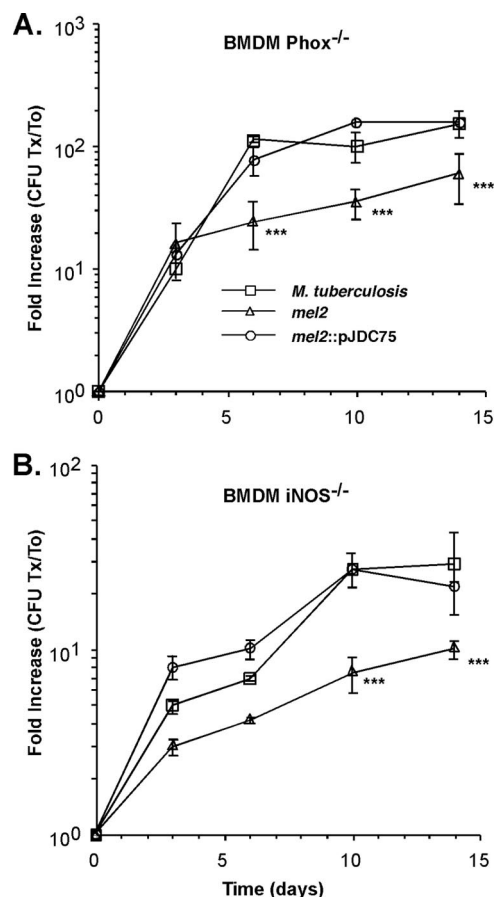 A.
BMDM Phox-/-
Fold Increase (CFU Tx/To)
10³
10²
10¹
10⁰
***
***
***
M. tuberculosis
mel2
mel2::pJDC75
0
5
10
15
B.
BMDM iNOS-/-
Fold Increase (CFU Tx/To)
10²
10¹
10⁰
***
***
0
5
10
15
Time (days)